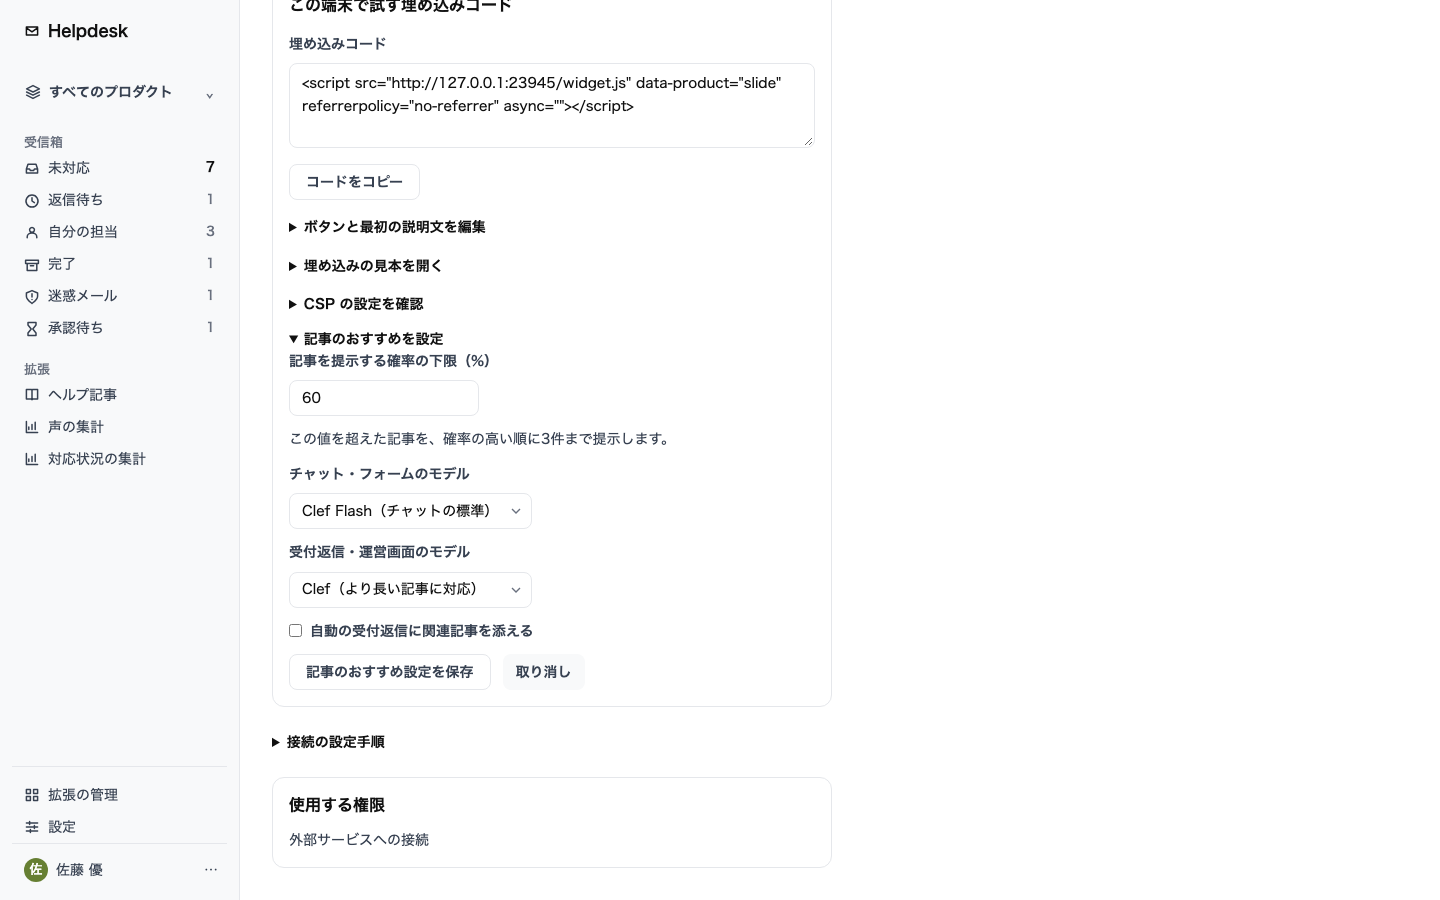 Helpdesk
すべてのプロダクト
受信箱
未対応 7
返信待ち 1
自分の担当 3
完了 1
迷惑メール 1
承認待ち 1
拡張
ヘルプ記事
声の集計
対応状況の集計
拡張の管理
設定
佐 佐藤 優 …
この端末で試す埋め込みコード
埋め込みコード
<script src="http://127.0.0.1:23945/widget.js" data-product="slide"
referrerpolicy="no-referrer" async=""></script>
コードをコピー
ボタンと最初の説明文を編集
埋め込みの見本を開く
CSP の設定を確認
記事のおすすめを設定
記事を提示する確率の下限（%）
60
この値を超えた記事を、確率の高い順に3件まで提示します。
チャット・フォームのモデル
Clef Flash（チャットの標準）
受付返信・運営画面のモデル
Clef（より長い記事に対応）
自動の受付返信に関連記事を添える
記事のおすすめ設定を保存 取り消し
接続の設定手順
使用する権限
外部サービスへの接続